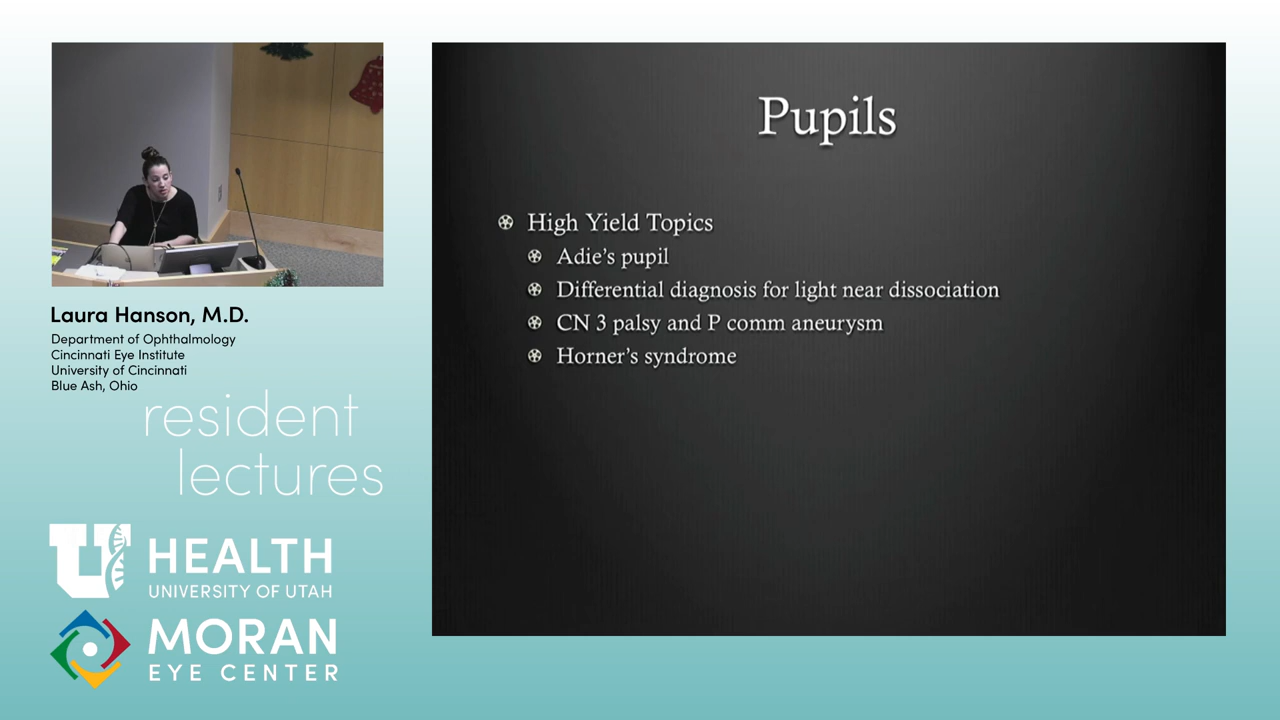 Pupils
High Yield Topics
Adie's pupil
Differential diagnosis for light near dissociation
CN 3 palsy and P comm aneurysm
Horner's syndrome
Laura Hanson, M.D.
Department of Ophthalmology
Cincinnati Eye Institute
University of Cincinnati
Blue Ash, Ohio
resident
lectures
U HEALTH
UNIVERSITY OF UTAH
MORAN
EYE CENTER